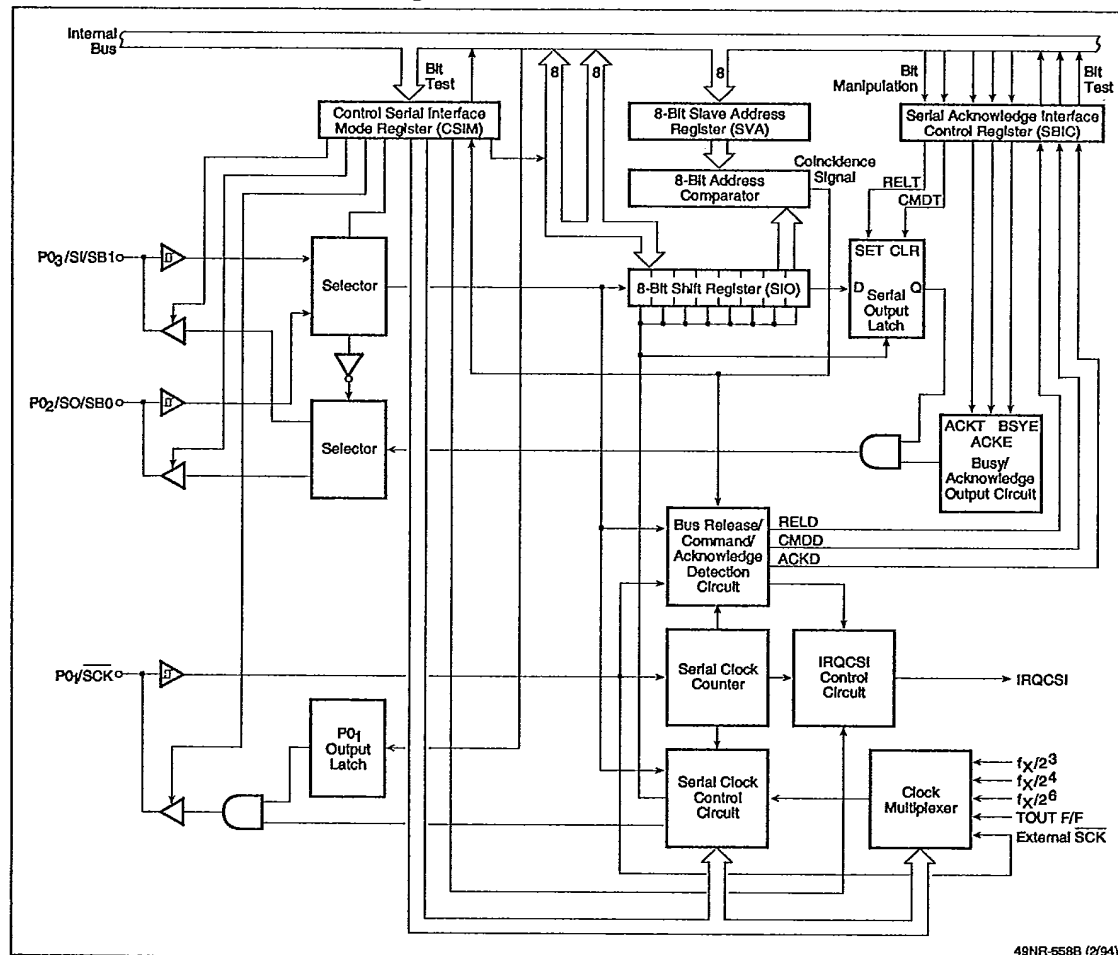 Internal
Bus
Bit
Test
8
8
8
Bit
Manipulation
Bit
Test
Control Serial Interface
Mode Register (CSIM)
8-Bit Slave Address
Register (SVA)
Serial Acknowledge Interface
Control Register (SBIC)
Coincidence
Signal
8-Bit Address
Comparator
RELT
CMDT
P0₃/SI/SB1
Selector
8-Bit Shift Register (SIO)
SET CLR
D Q
Serial
Output
Latch
P0₂/SO/SB0
Selector
ACKT BSYE
ACKE
Busy/
Acknowledge
Output Circuit
Bus Release/
Command/
Acknowledge
Detection
Circuit
RELD
CMDD
ACKD
P0₁/S̅C̅K̅
Serial Clock
Counter
IRQCSI
Control
Circuit
IRQCSI
P0₁
Output
Latch
Serial Clock
Control
Circuit
Clock
Multiplexer
fX/2³
fX/2⁴
fX/2⁶
TOUT F/F
External S̅C̅K̅
49NR-558B (2/94)